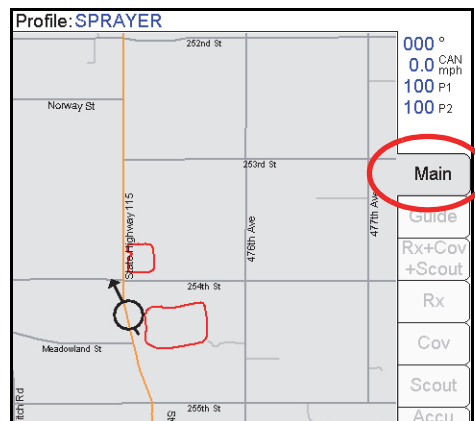 Profile: SPRAYER
252nd St
000 °
0.0 CAN mph
100 P1
100 P2
Norway St
253rd St
Main
State Highway 115
476th Ave
477th Ave
Guide
Rx+Cov
+Scout
254th St
Rx
Meadowland St
Cov
Scout
255th St
Accu